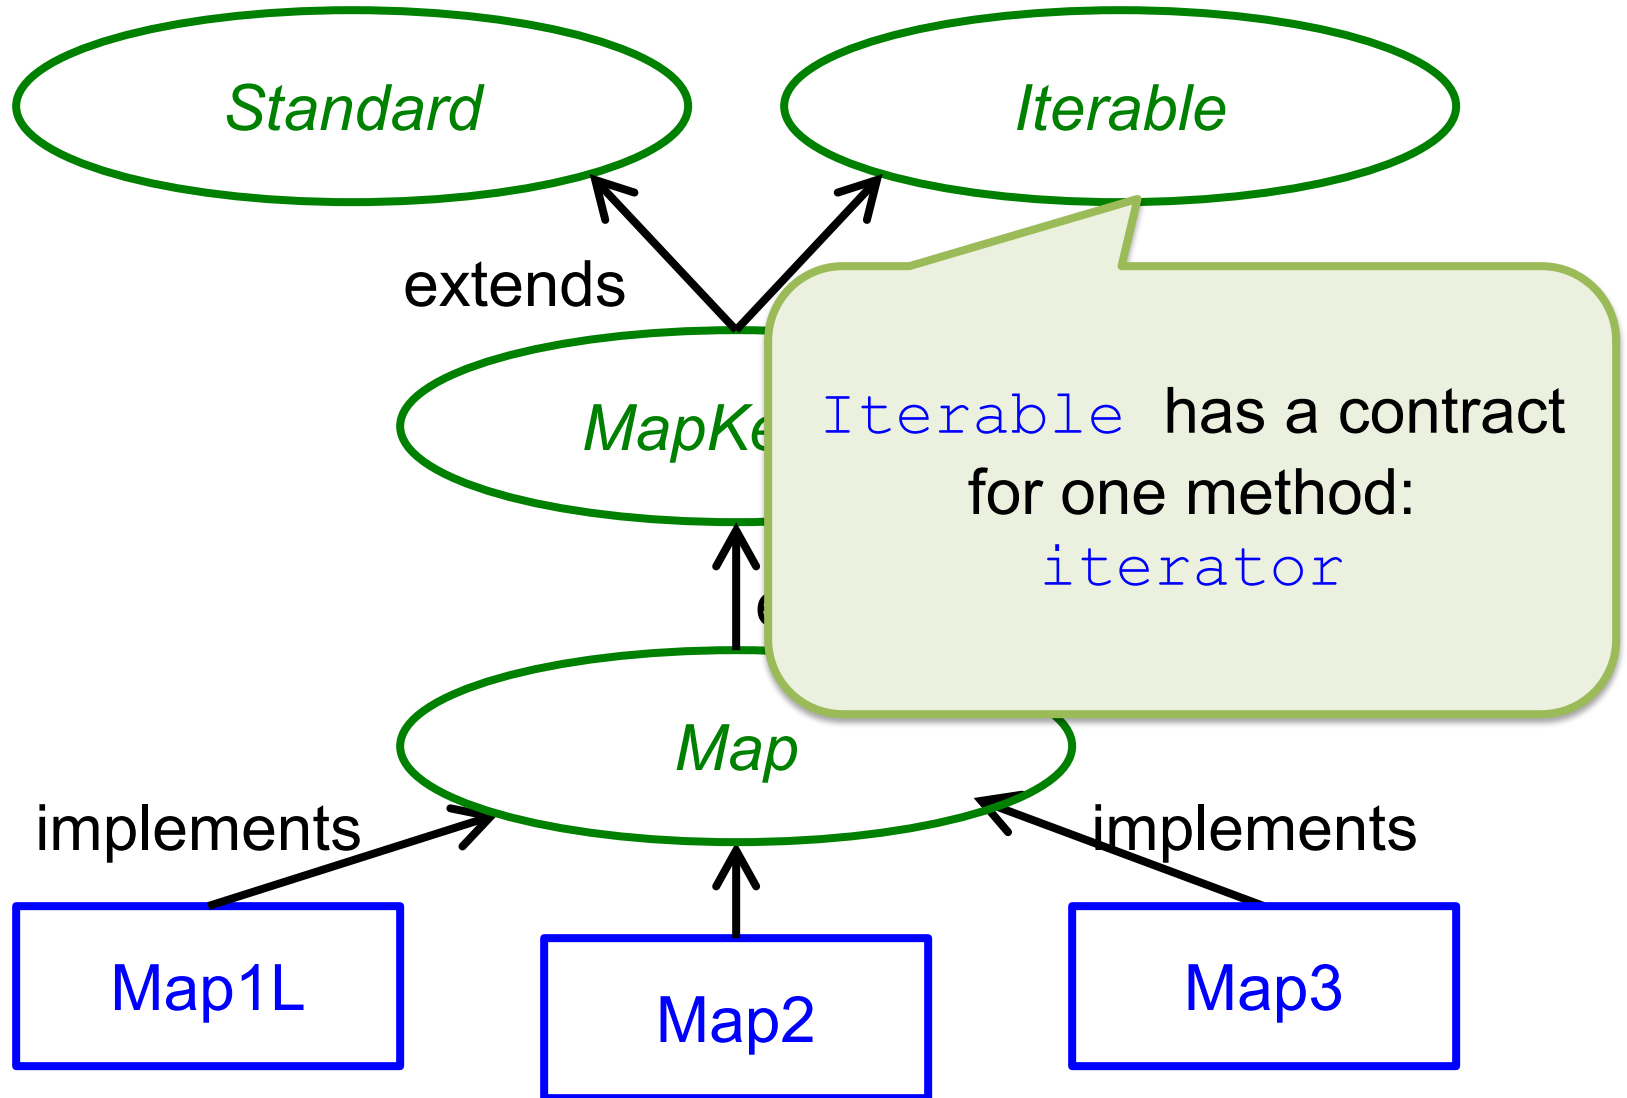 Standard
Iterable
extends
MapKe
Iterable has a contract
for one method:
iterator
Map
implements
implements
Map1L
Map2
Map3